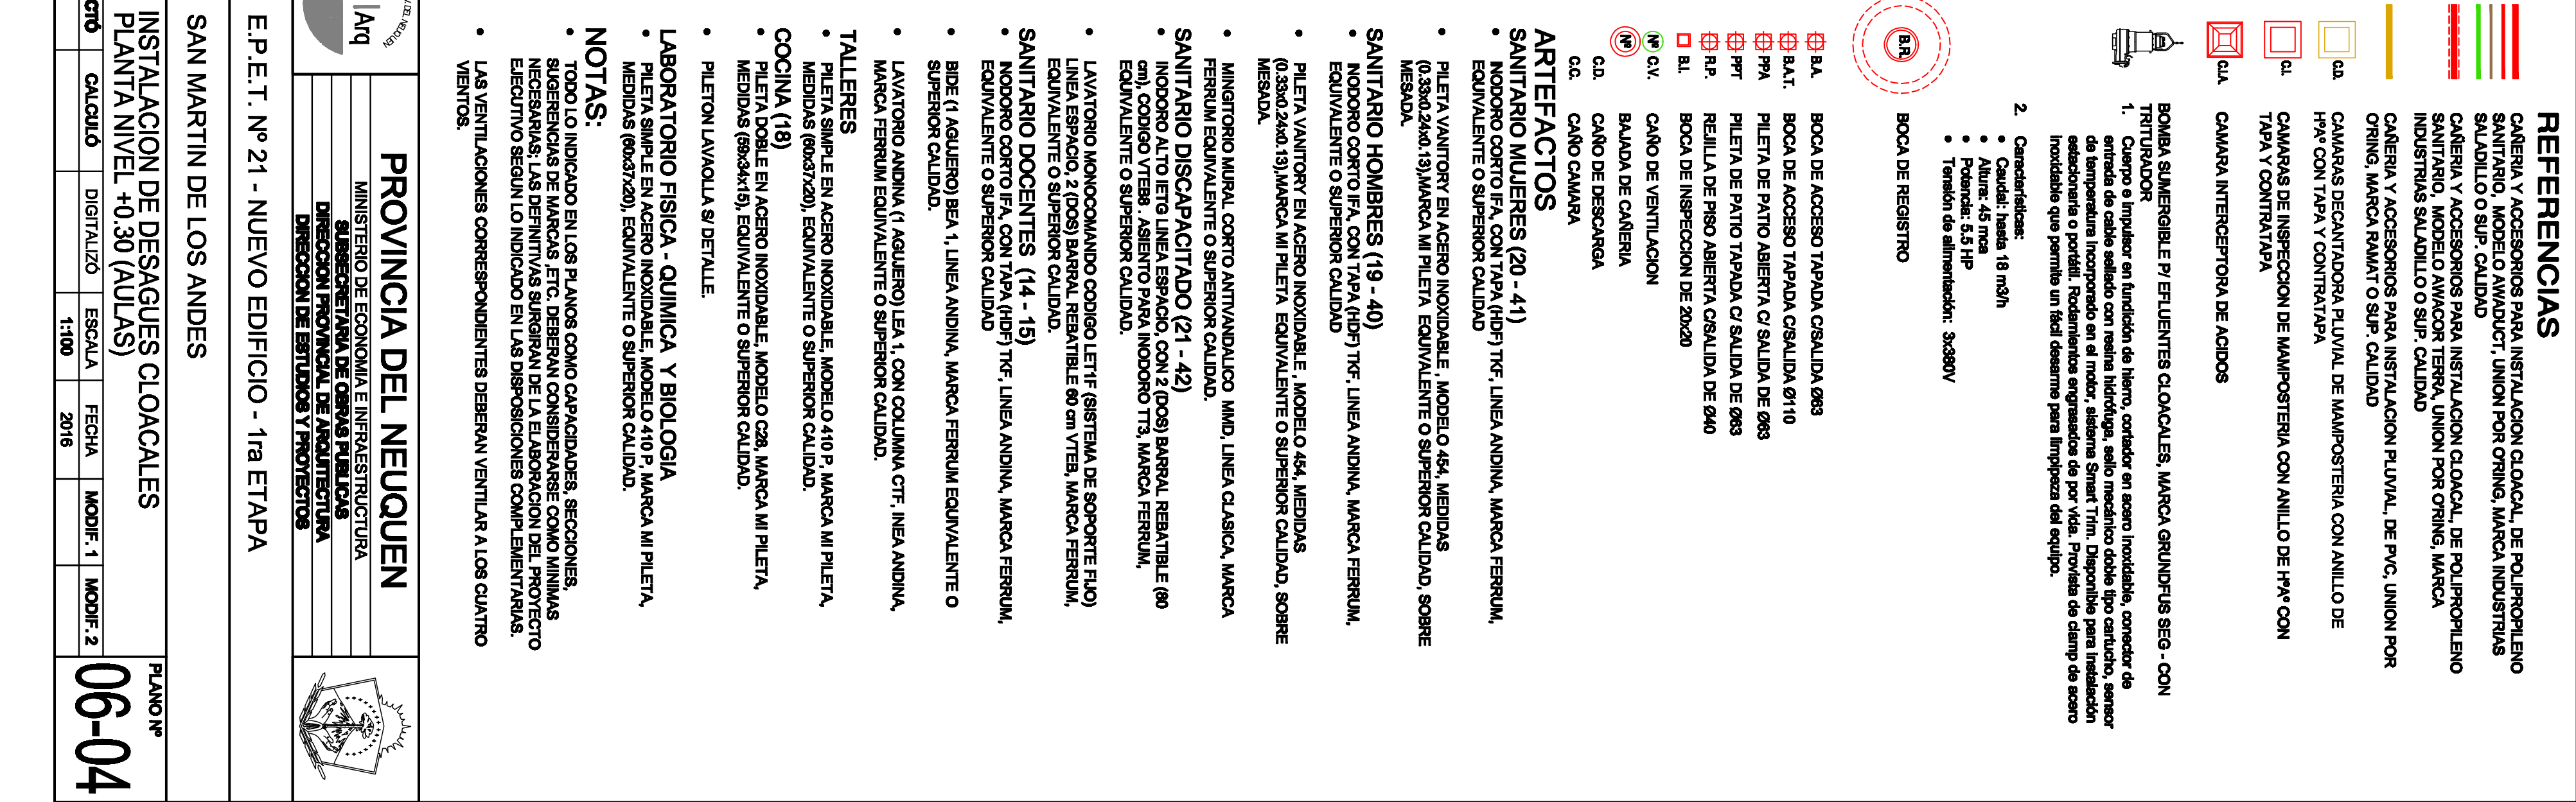 REFERENCIAS
CAÑERIA Y ACCESORIOS PARA INSTALACION CLOACAL, DE POLIPROPILENO
SANITARIO, MODELO AWADUCT, UNION POR O'RING, MARCA INDUSTRIAS
SALADILLO O SUP. CALIDAD
CAÑERIA Y ACCESORIOS PARA INSTALACION CLOACAL, DE POLIPROPILENO
SANITARIO, MODELO AWACOR TERRA, UNION POR O'RING, MARCA
INDUSTRIAS SALADILLO O SUP. CALIDAD
CAÑERIA Y ACCESORIOS PARA INSTALACION PLUVIAL, DE PVC, UNION POR
O'RING, MARCA RAMAT O SUP. CALIDAD
C.D. CAMARAS DECANTADORA PLUVIAL DE MAMPOSTERIA CON ANILLO DE
HºAº CON TAPA Y CONTRATAPA
C.I. CAMARAS DE INSPECCION DE MAMPOSTERIA CON ANILLO DE HºAº CON
TAPA Y CONTRATAPA
C.I.A. CAMARA INTERCEPTORA DE ACIDOS
BOMBA SUMERGIBLE P/ EFLUENTES CLOACALES, MARCA GRUNDFUS SEG - CON
TRITURADOR
1. Cuerpo e impulsor en fundición de hierro, cortador en acero inoxidable, conector de
entrada de cable sellado con resina hidrófuga, sello mecánico doble tipo cartucho, sensor
de temperatura incorporado en el motor, sistema Smart Trim. Disponible para instalación
estacionaria o portátil. Rodamientos engrasados de por vida. Provista de clamp de acero
inoxidable que permite un fácil desarme para limpieza del equipo.
2. Características:
• Caudal: hasta 18 m3/h
• Altura: 45 mca
• Potencia: 5.5 HP
• Tensión de alimentación: 3x380V
B.R. BOCA DE REGISTRO
B.A. BOCA DE ACCESO TAPADA C/SALIDA Ø63
B.A.T. BOCA DE ACCESO TAPADA C/SALIDA Ø110
PPA PILETA DE PATIO ABIERTA C/ SALIDA DE Ø63
PPT PILETA DE PATIO TAPADA C/ SALIDA DE Ø63
R.P. REJILLA DE PISO ABIERTA C/SALIDA DE Ø40
B.I. BOCA DE INSPECCION DE 20x20
Nº C.V. CAÑO DE VENTILACION
Nº BAJADA DE CAÑERIA
C.D. CAÑO DE DESCARGA
C.C. CAÑO CAMARA
ARTEFACTOS
SANITARIO MUJERES (20 - 41)
• INODORO CORTO IFA, CON TAPA (HDF) TKF, LINEA ANDINA, MARCA FERRUM,
EQUIVALENTE O SUPERIOR CALIDAD
• PILETA VANITORY EN ACERO INOXIDABLE , MODELO 454, MEDIDAS
(0.33x0.24x0.13),MARCA MI PILETA EQUIVALENTE O SUPERIOR CALIDAD, SOBRE
MESADA.
SANITARIO HOMBRES (19 - 40)
• INODORO CORTO IFA, CON TAPA (HDF) TKF, LINEA ANDINA, MARCA FERRUM,
EQUIVALENTE O SUPERIOR CALIDAD
• PILETA VANITORY EN ACERO INOXIDABLE , MODELO 454, MEDIDAS
(0.33x0.24x0.13),MARCA MI PILETA EQUIVALENTE O SUPERIOR CALIDAD, SOBRE
MESADA.
• MINGITORIO MURAL CORTO ANTIVANDALICO MMD, LINEA CLASICA, MARCA
FERRUM EQUIVALENTE O SUPERIOR CALIDAD.
SANITARIO DISCAPACITADO (21 - 42)
• INODORO ALTO IETG LINEA ESPACIO, CON 2 (DOS) BARRAL REBATIBLE (80
cm), CODIGO VTEB8 . ASIENTO PARA INODORO TT3, MARCA FERRUM,
EQUIVALENTE O SUPERIOR CALIDAD.
• LAVATORIO MONOCOMANDO CODIGO LET1F (SISTEMA DE SOPORTE FIJO)
LINEA ESPACIO, 2 (DOS) BARRAL REBATIBLE 80 cm VTEB, MARCA FERRUM,
EQUIVALENTE O SUPERIOR CALIDAD.
SANITARIO DOCENTES (14 - 15)
• INODORO CORTO IFA, CON TAPA (HDF) TKF, LINEA ANDINA, MARCA FERRUM,
EQUIVALENTE O SUPERIOR CALIDAD
• BIDE (1 AGUJERO) BEA 1, LINEA ANDINA, MARCA FERRUM EQUIVALENTE O
SUPERIOR CALIDAD.
• LAVATORIO ANDINA (1 AGUJERO) LEA 1, CON COLUMNA CTF, INEA ANDINA,
MARCA FERRUM EQUIVALENTE O SUPERIOR CALIDAD.
TALLERES
• PILETA SIMPLE EN ACERO INOXIDABLE, MODELO 410 P, MARCA MI PILETA,
MEDIDAS (60x37x20), EQUIVALENTE O SUPERIOR CALIDAD.
COCINA (18)
• PILETA DOBLE EN ACERO INOXIDABLE, MODELO C28, MARCA MI PILETA,
MEDIDAS (59x34x15), EQUIVALENTE O SUPERIOR CALIDAD.
• PILETON LAVAOLLA S/ DETALLE.
LABORATORIO FISICA - QUIMICA Y BIOLOGIA
• PILETA SIMPLE EN ACERO INOXIDABLE, MODELO 410 P, MARCA MI PILETA,
MEDIDAS (60x37x20), EQUIVALENTE O SUPERIOR CALIDAD.
NOTAS:
• TODO LO INDICADO EN LOS PLANOS COMO CAPACIDADES, SECCIONES,
SUGERENCIAS DE MARCAS ,ETC. DEBERAN CONSIDERARSE COMO MINIMAS
NECESARIAS; LAS DEFINITIVAS SURGIRAN DE LA ELABORACION DEL PROYECTO
EJECUTIVO SEGUN LO INDICADO EN LAS DISPOSICIONES COMPLEMENTARIAS.
• LAS VENTILACIONES CORRESPONDIENTES DEBERAN VENTILAR A LOS CUATRO
VIENTOS.
DEL NEUQUEN
Arq
PROVINCIA DEL NEUQUEN
MINISTERIO DE ECONOMIA E INFRAESTRUCTURA
SUBSECRETARIA DE OBRAS PUBLICAS
DIRECCION PROVINCIAL DE ARQUITECTURA
DIRECCION DE ESTUDIOS Y PROYECTOS
E.P.E.T. Nº 21 - NUEVO EDIFICIO - 1ra ETAPA
SAN MARTIN DE LOS ANDES
INSTALACION DE DESAGUES CLOACALES
PLANTA NIVEL +0.30 (AULAS)
PLANO Nº
06-04
CTÓ CALCULÓ DIGITALIZÓ ESCALA FECHA MODIF. 1 MODIF. 2
1:100 2016